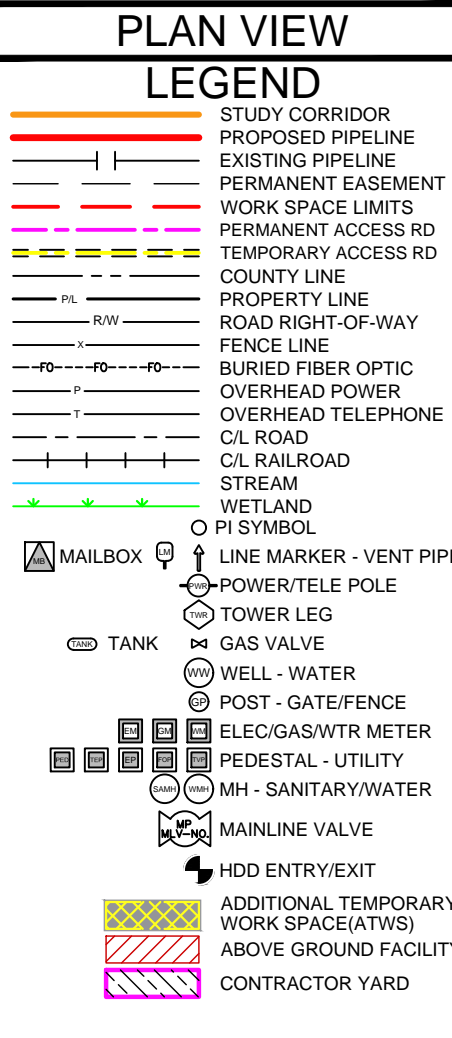 PLAN VIEW
LEGEND
STUDY CORRIDOR
PROPOSED PIPELINE
EXISTING PIPELINE
PERMANENT EASEMENT
WORK SPACE LIMITS
PERMANENT ACCESS RD
TEMPORARY ACCESS RD
COUNTY LINE
P/L PROPERTY LINE
R/W ROAD RIGHT-OF-WAY
X FENCE LINE
FO FO FO BURIED FIBER OPTIC
P OVERHEAD POWER
T OVERHEAD TELEPHONE
C/L ROAD
C/L RAILROAD
STREAM
WETLAND
PI SYMBOL
MB MAILBOX LM LINE MARKER - VENT PIP
PWR POWER/TELE POLE
TWR TOWER LEG
TANK TANK GAS VALVE
WW WELL - WATER
GP POST - GATE/FENCE
EM GM WM ELEC/GAS/WTR METER
PED TEP EP FOP TVP PEDESTAL - UTILITY
SAMH WMH MH - SANITARY/WATER
MP
MLV-NO. MAINLINE VALVE
HDD ENTRY/EXIT
ADDITIONAL TEMPORARY
WORK SPACE(ATWS)
ABOVE GROUND FACILITY
CONTRACTOR YARD